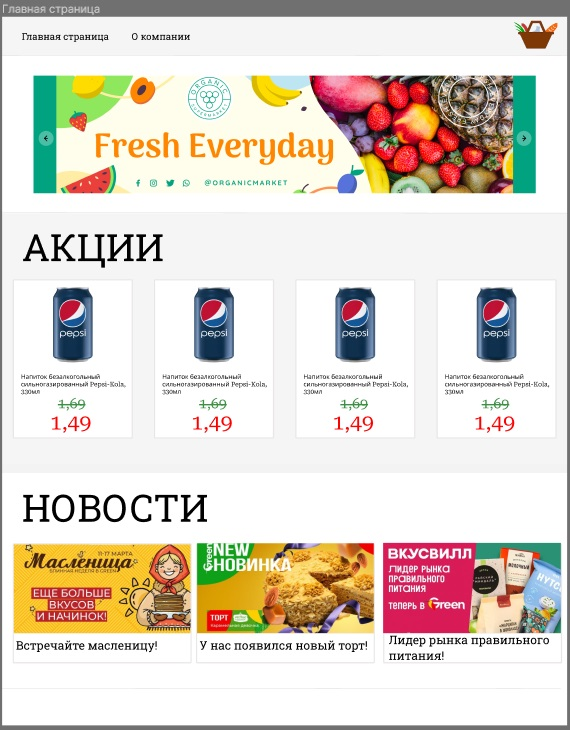 Главная страница
Главная страница
О компании
ORGANIC
SUPERMARKET
Fresh Everyday
@ORGANICMARKET
АКЦИИ
pepsi
pepsi
pepsi
pepsi
Напиток безалкогольный
сильногазированный Pepsi-Kola,
330мл
1,69
1,49
Напиток безалкогольный
сильногазированный Pepsi-Kola,
330мл
1,69
1,49
Напиток безалкогольный
сильногазированный Pepsi-Kola,
330мл
1,69
1,49
Напиток безалкогольный
сильногазированный Pepsi-Kola,
330мл
1,69
1,49
НОВОСТИ
11-17 МАРТА
Масленица
БЛИННАЯ НЕДЕЛЯ В GREEN
ЕЩЕ БОЛЬШЕ
ВКУСОВ
И НАЧИНОК!
Встречайте масленицу!
Green
NEW
НОВИНКА
ТОРТ
У нас появился новый торт!
ВКУСВИЛЛ
ЛИДЕР РЫНКА
ПРАВИЛЬНОГО
ПИТАНИЯ
ТЕПЕРЬ В Green
Лидер рынка правильного
питания!